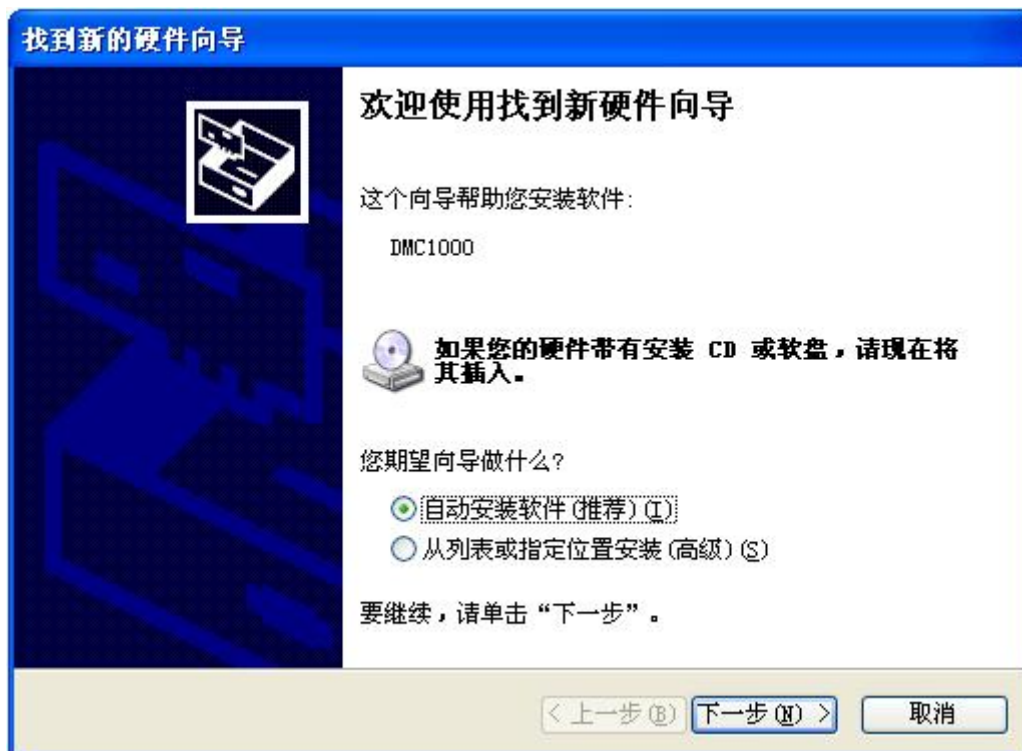 找到新的硬件向导
欢迎使用找到新硬件向导
这个向导帮助您安装软件:
DMC1000
如果您的硬件带有安装 CD 或软盘，请现在将
其插入。
您期望向导做什么?
自动安装软件(推荐)(I)
从列表或指定位置安装(高级)(S)
要继续，请单击“下一步”。
< 上一步(B)
下一步(N) >
取消